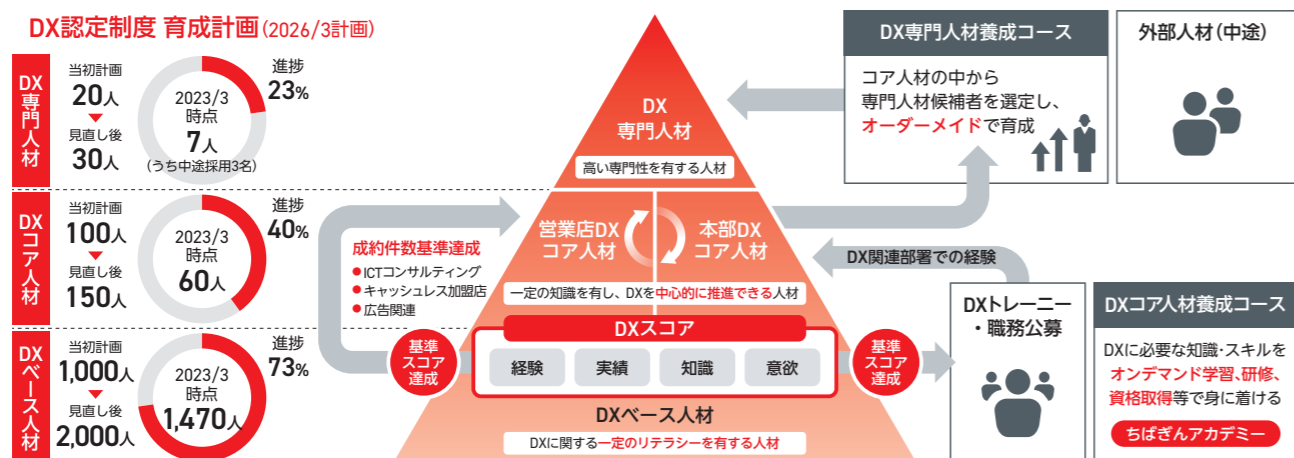 DX認定制度 育成計画(2026/3計画)
DX専門人材
当初計画
20人
見直し後
30人
2023/3
時点
7人
(うち中途採用3名)
進捗
23%
DXコア人材
当初計画
100人
見直し後
150人
2023/3
時点
60人
進捗
40%
DXベース人材
当初計画
1,000人
見直し後
2,000人
2023/3
時点
1,470人
進捗
73%
成約件数基準達成
●ICTコンサルティング
●キャッシュレス加盟店
●広告関連
基準
スコア
達成
DX
専門人材
高い専門性を有する人材
営業店DX
コア人材
本部DX
コア人材
一定の知識を有し、DXを中心的に推進できる人材
DXスコア
経験
実績
知識
意欲
DXベース人材
DXに関する一定のリテラシーを有する人材
基準
スコア
達成
DX専門人材養成コース
コア人材の中から
専門人材候補者を選定し、
オーダーメイドで育成
外部人材(中途)
DX関連部署での経験
DXトレーニー
・職務公募
DXコア人材養成コース
DXに必要な知識・スキルを
オンデマンド学習、研修、
資格取得等で身に着ける
ちばぎんアカデミー